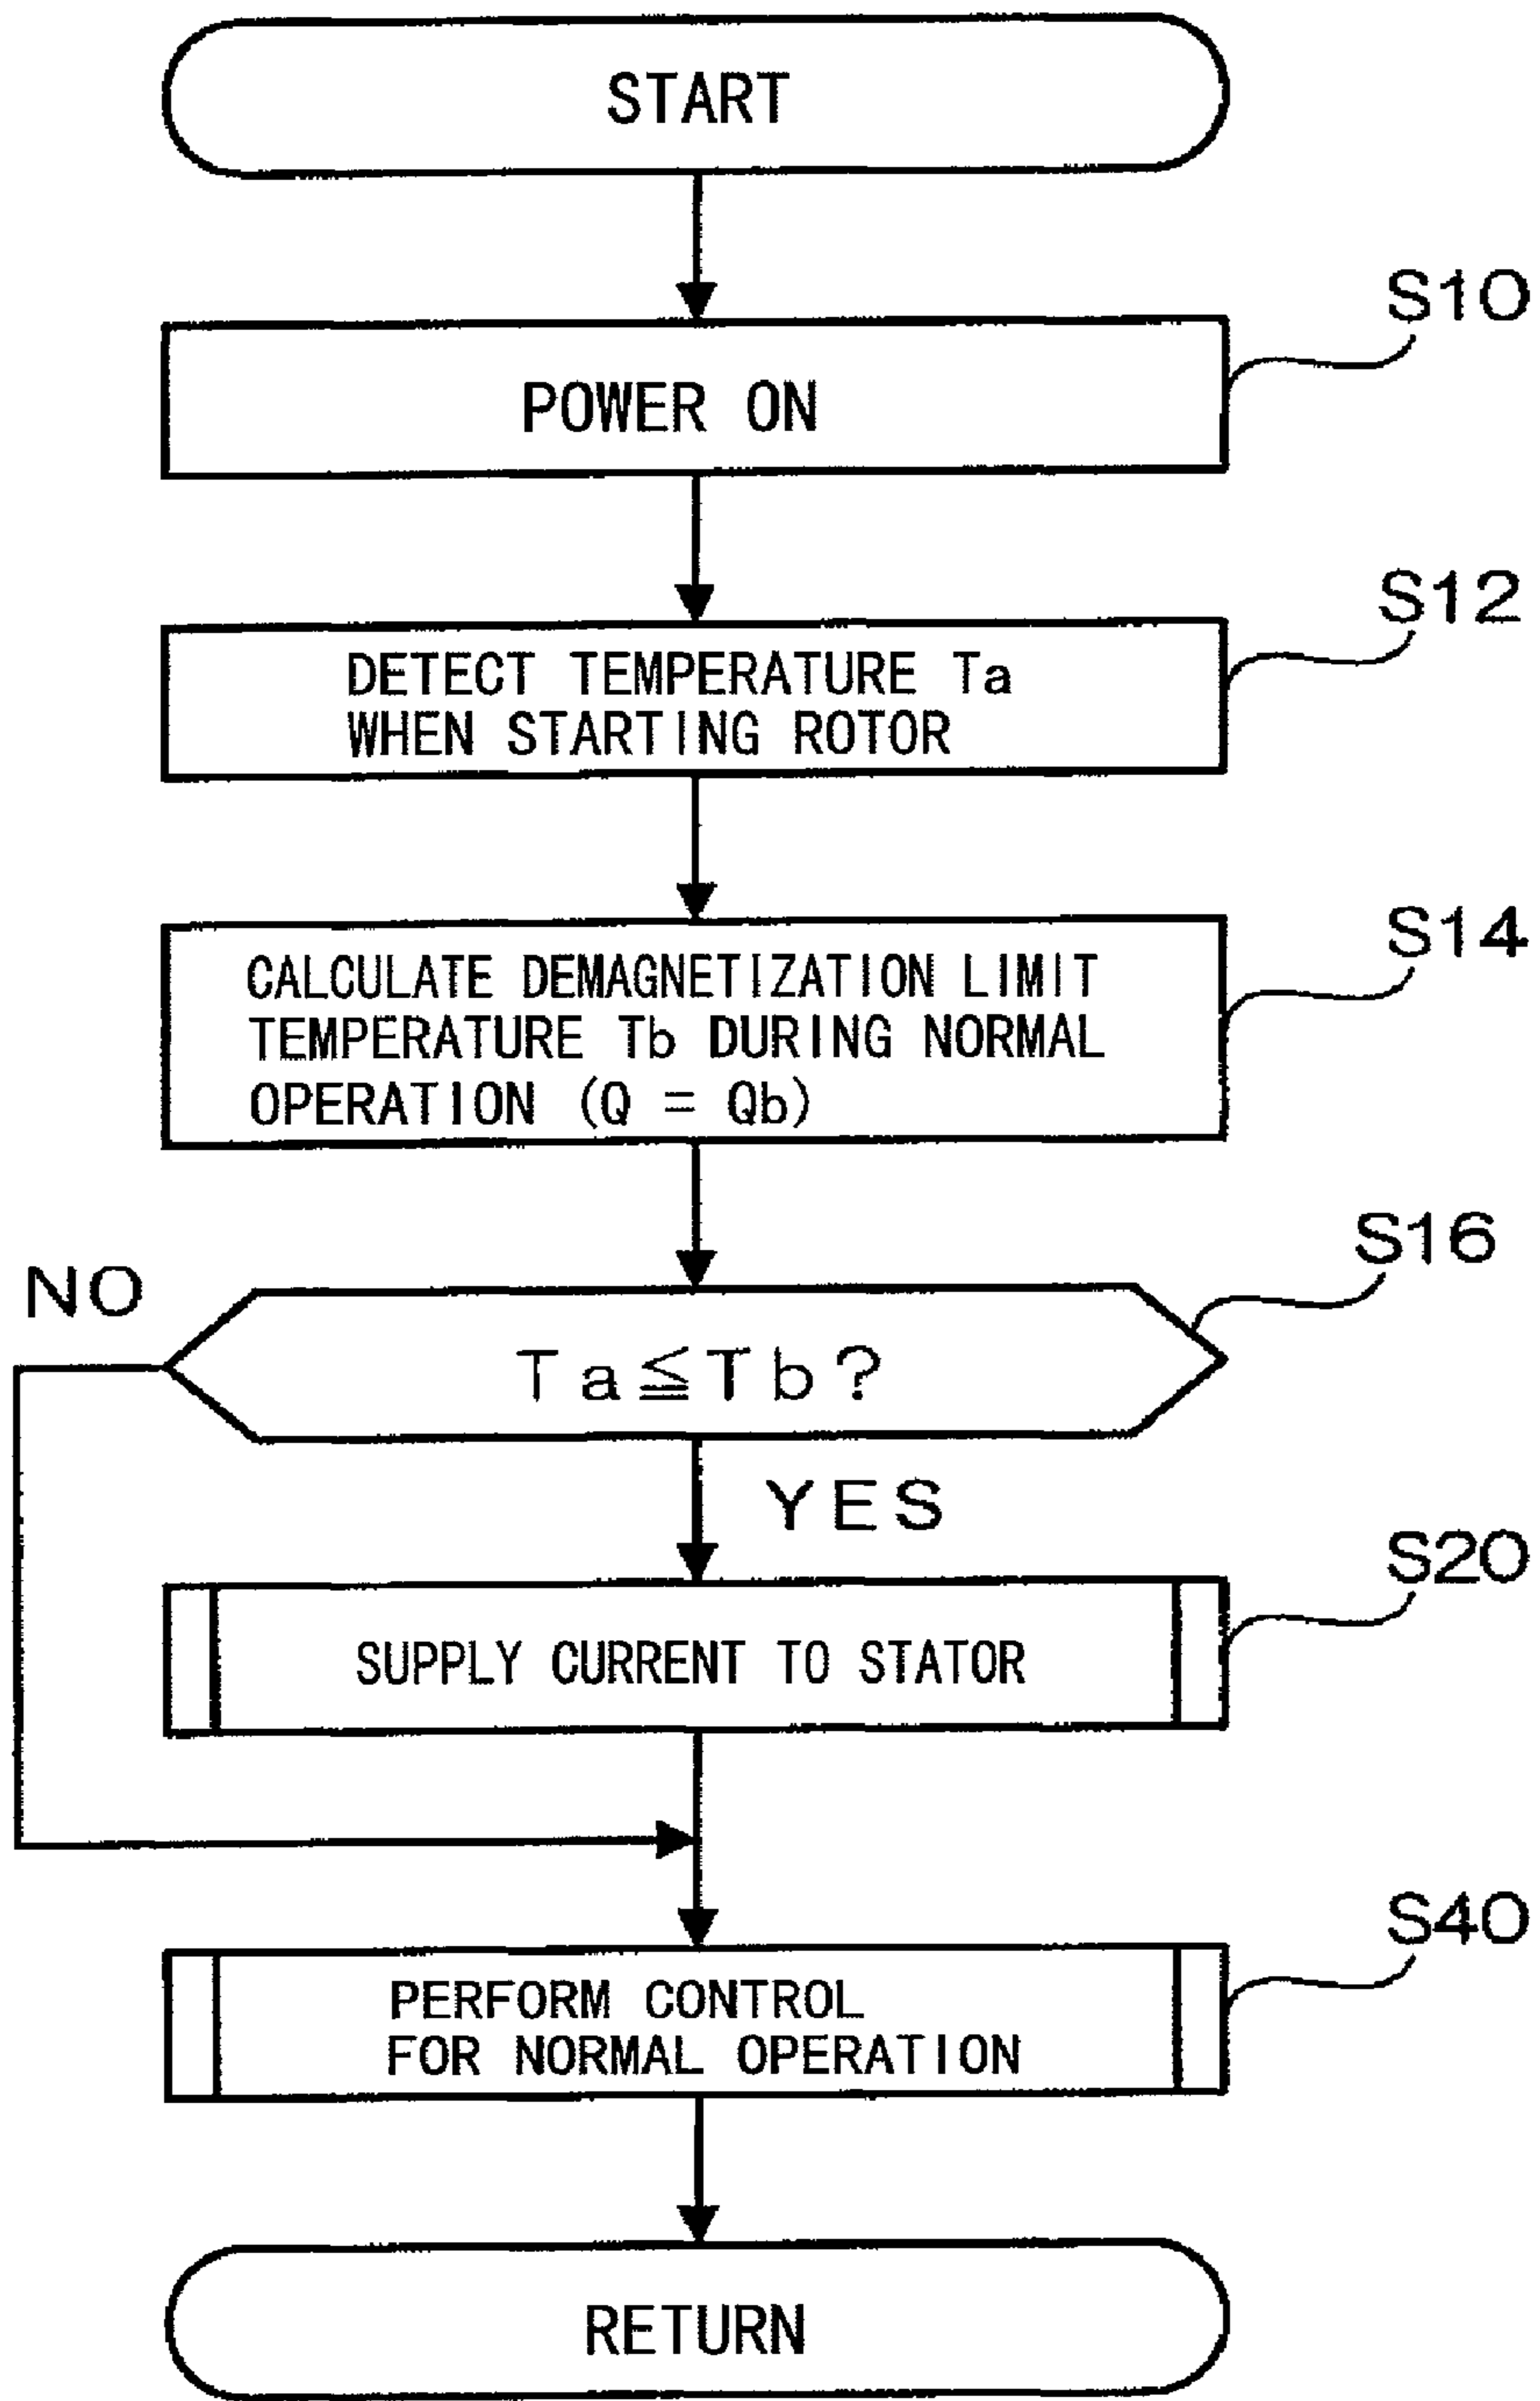 START
S10
POWER ON
S12
DETECT TEMPERATURE Ta
WHEN STARTING ROTOR
S14
CALCULATE DEMAGNETIZATION LIMIT
TEMPERATURE Tb DURING NORMAL
OPERATION (Q = Qb)
S16
NO
Ta≦Tb?
YES
S20
SUPPLY CURRENT TO STATOR
S40
PERFORM CONTROL
FOR NORMAL OPERATION
RETURN